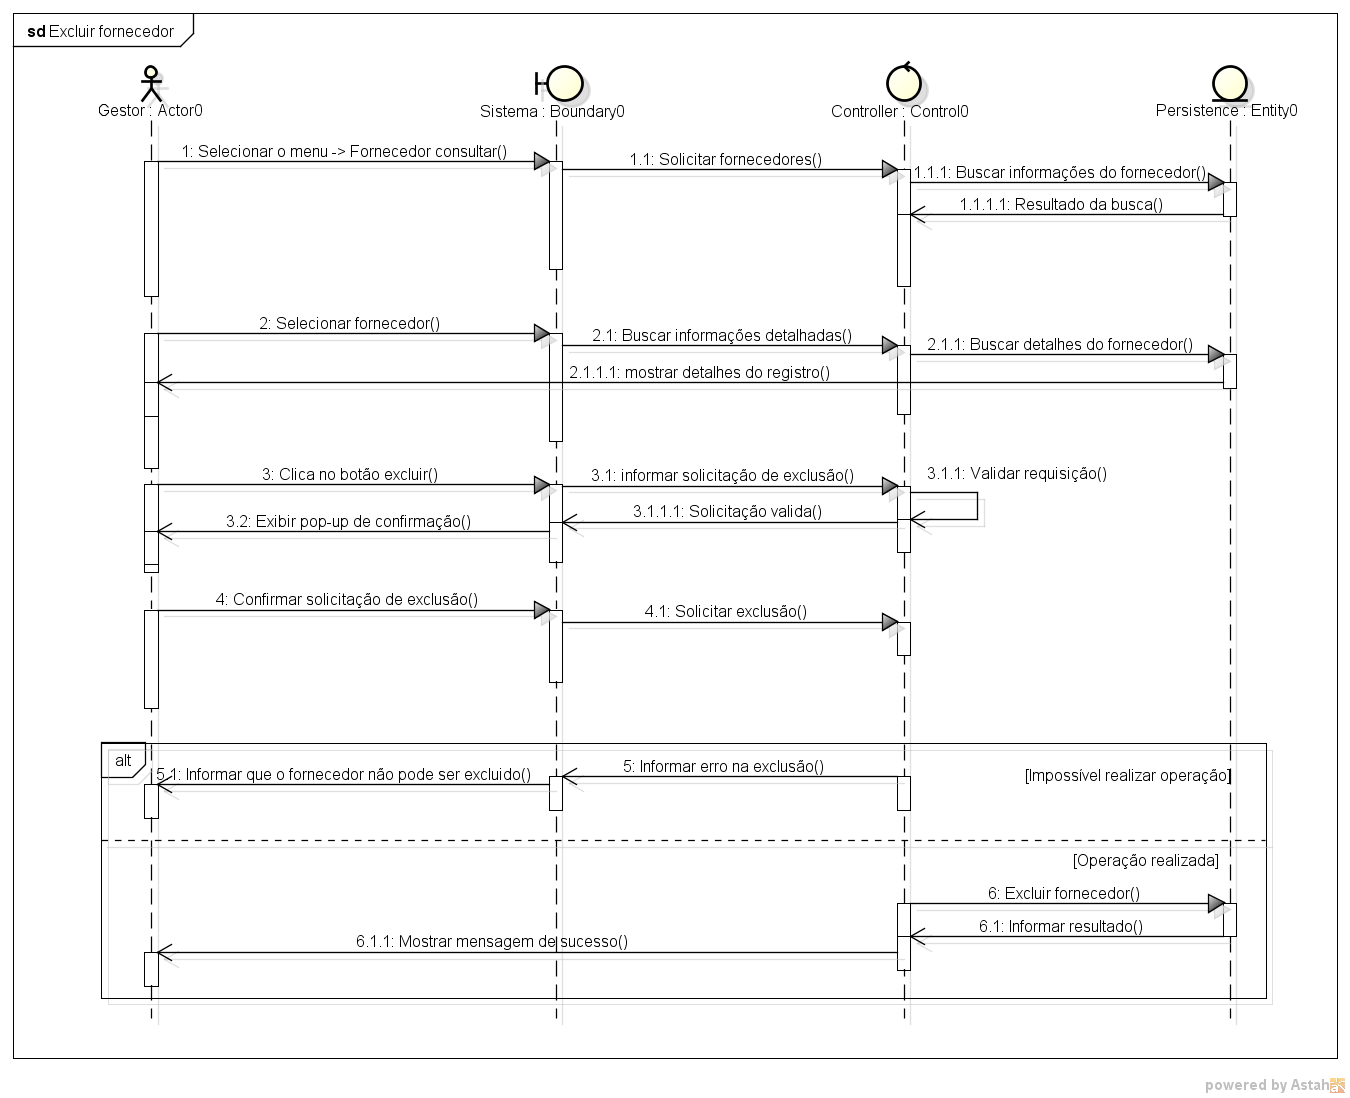 sd Excluir fornecedor
Gestor : Actor0
Sistema : Boundary0
Controller : Control0
Persistence : Entity0
1: Selecionar o menu -> Fornecedor consultar()
1.1: Solicitar fornecedores()
1.1.1: Buscar informações do fornecedor()
1.1.1.1: Resultado da busca()
2: Selecionar fornecedor()
2.1: Buscar informações detalhadas()
2.1.1: Buscar detalhes do fornecedor()
2.1.1.1: mostrar detalhes do registro()
3: Clica no botão excluir()
3.1: informar solicitação de exclusão()
3.1.1: Validar requisição()
3.1.1.1: Solicitação valida()
3.2: Exibir pop-up de confirmação()
4: Confirmar solicitação de exclusão()
4.1: Solicitar exclusão()
alt
5: Informar erro na exclusão()
[Impossível realizar operação]
5.1: Informar que o fornecedor não pode ser excluido()
[Operação realizada]
6: Excluir fornecedor()
6.1: Informar resultado()
6.1.1: Mostrar mensagem de sucesso()
powered by Astah